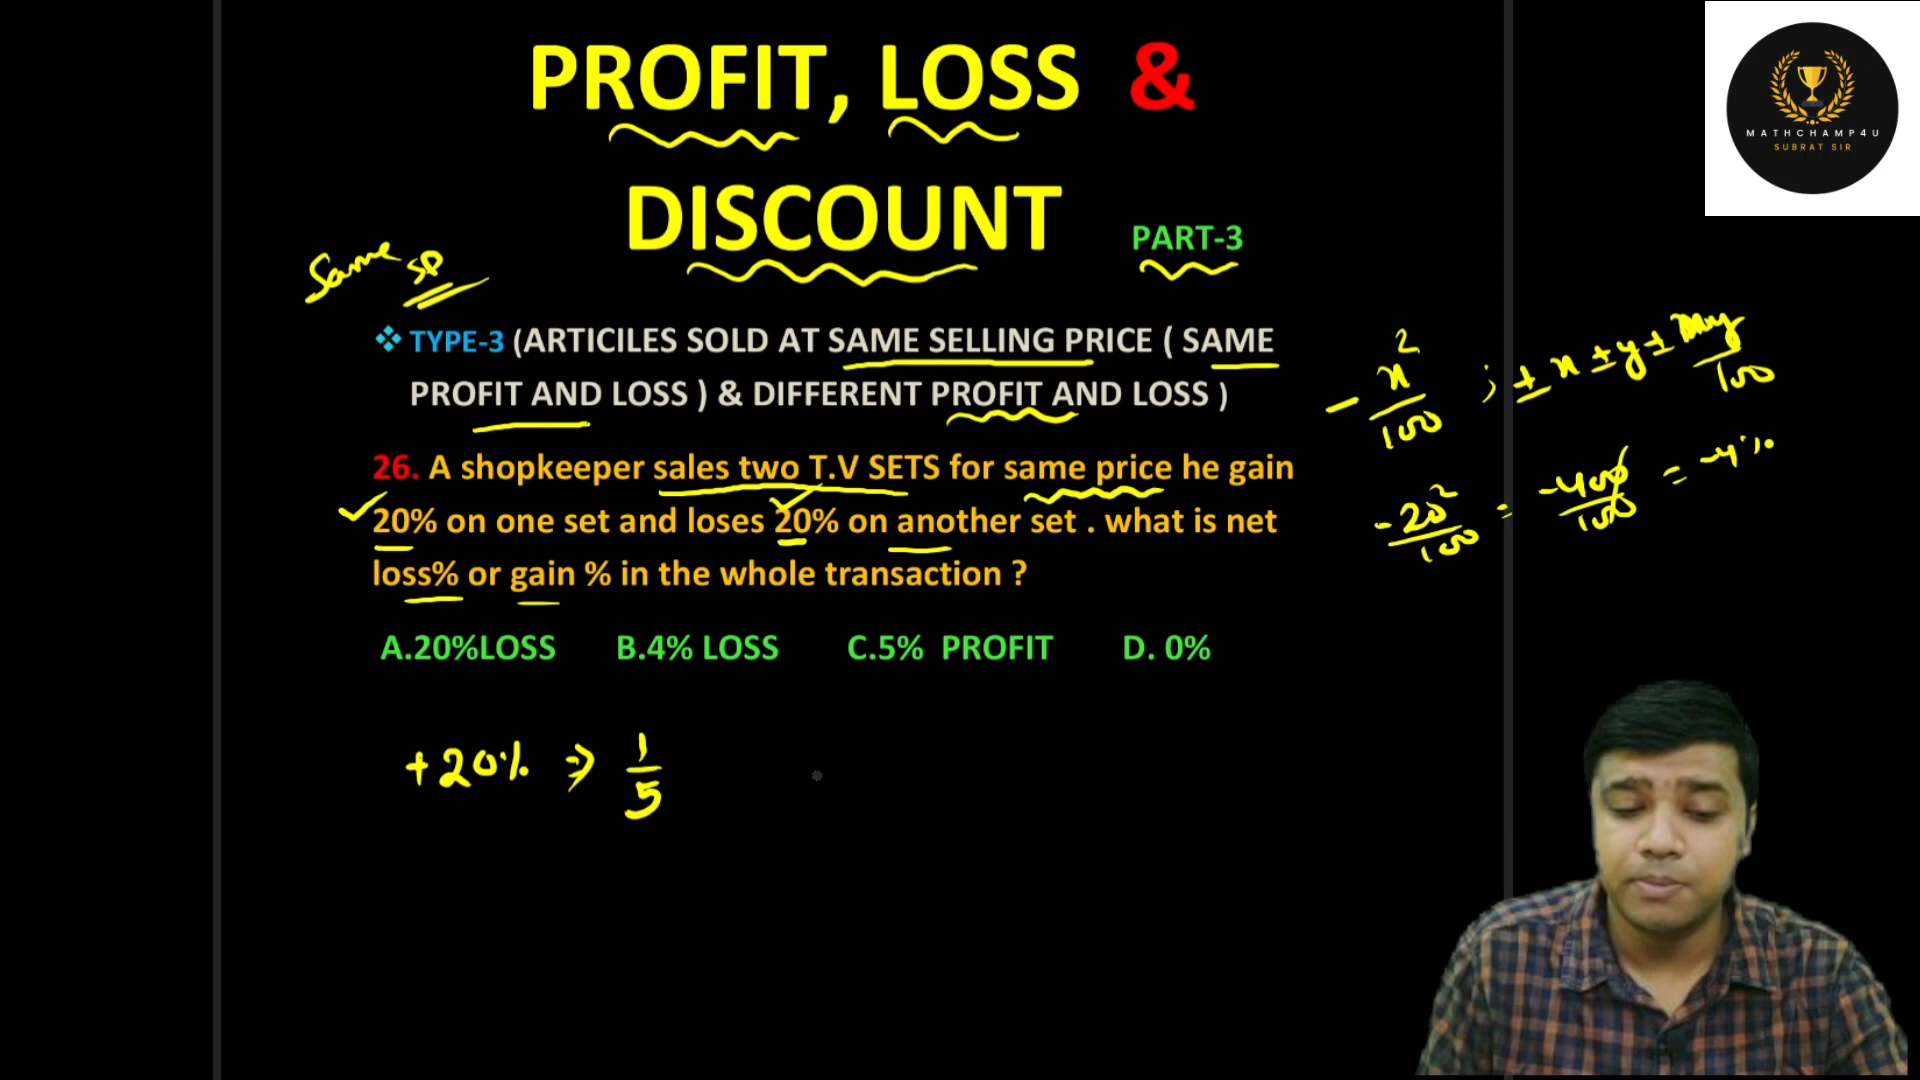 PROFIT, LOSS &
DISCOUNT
PART-3
Same SP
❖ TYPE-3 (ARTICILES SOLD AT SAME SELLING PRICE ( SAME
PROFIT AND LOSS ) & DIFFERENT PROFIT AND LOSS )
26. A shopkeeper sales two T.V SETS for same price he gain
20% on one set and loses 20% on another set . what is net
loss% or gain % in the whole transaction ?
A.20%LOSS B.4% LOSS C.5% PROFIT D. 0%
+20% ⇒ 1/5
- x²/100 ; ± x ± y ± xy/100
-20²/100 = -400/100 = -4%
MATHCHAMP4U
SUBRAT SIR